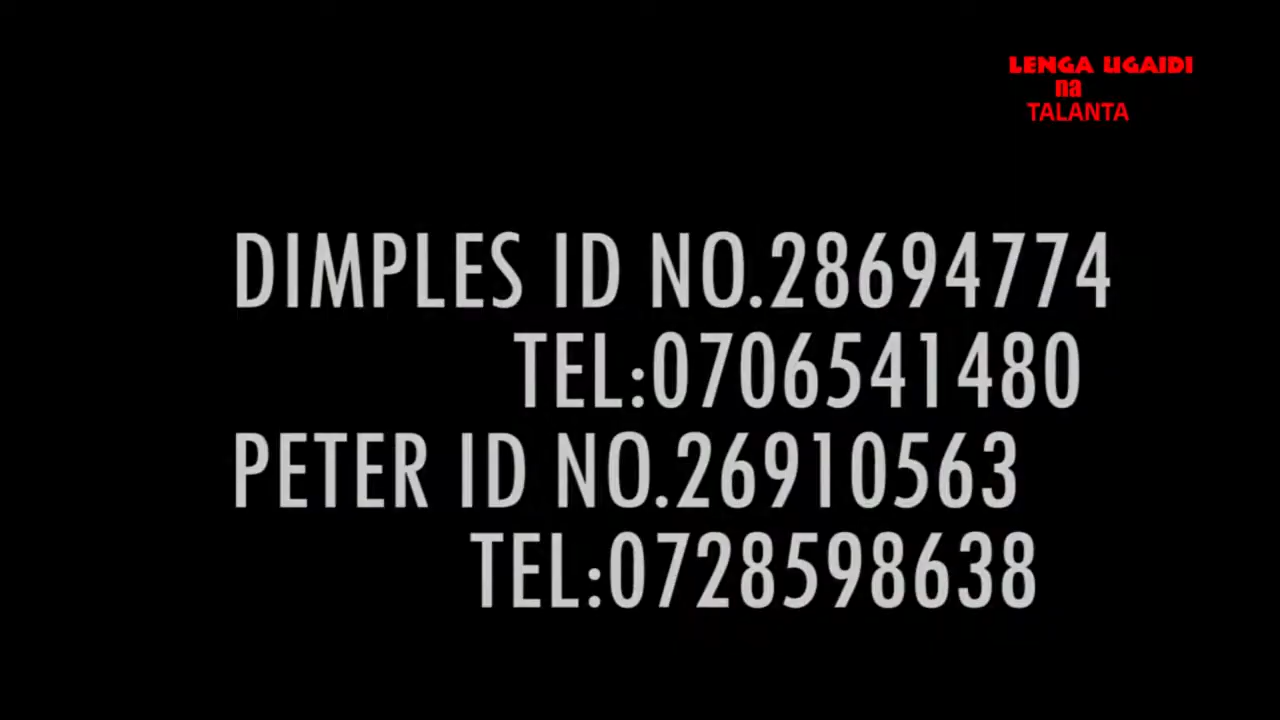 LENGA UGAIDI
na
TALANTA
DIMPLES ID NO.28694774
TEL:0706541480
PETER ID NO.26910563
TEL:0728598638